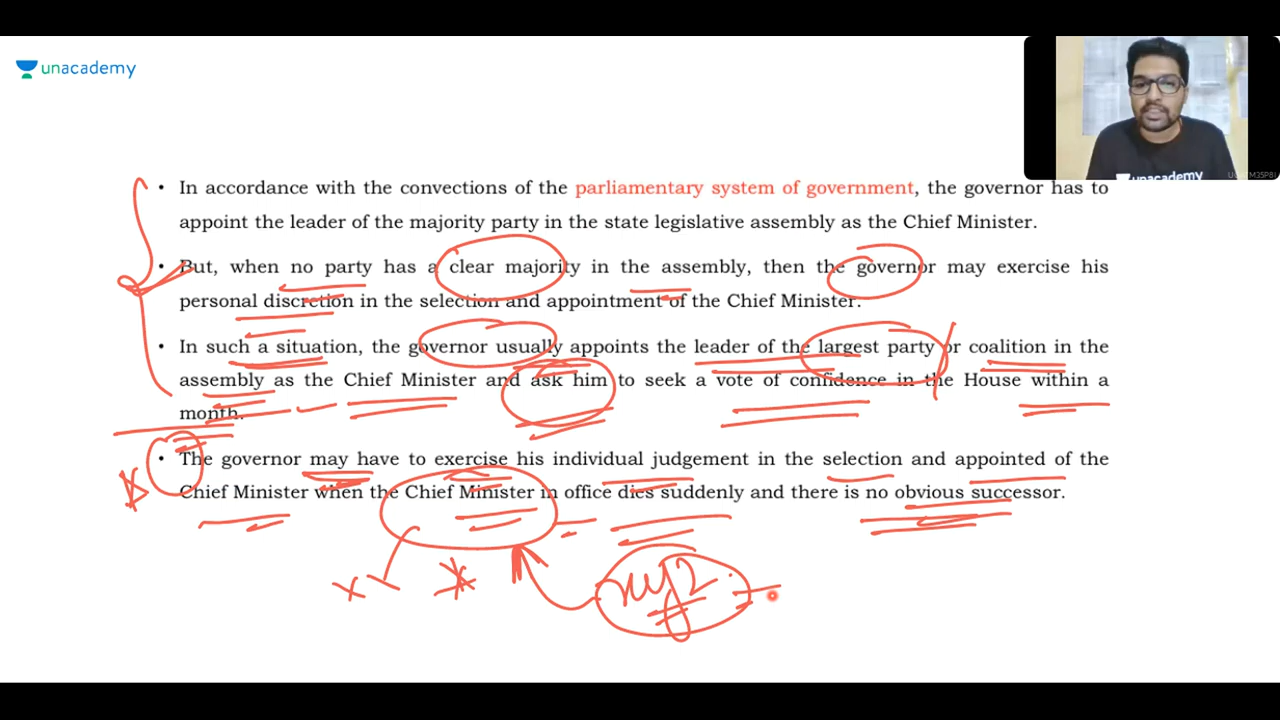 unacademy
unacademy
• In accordance with the convections of the parliamentary system of government, the governor has to
appoint the leader of the majority party in the state legislative assembly as the Chief Minister.
• But, when no party has a clear majority in the assembly, then the governor may exercise his
personal discretion in the selection and appointment of the Chief Minister.
• In such a situation, the governor usually appoints the leader of the largest party or coalition in the
assembly as the Chief Minister and ask him to seek a vote of confidence in the House within a
month.
• The governor may have to exercise his individual judgement in the selection and appointed of the
Chief Minister when the Chief Minister in office dies suddenly and there is no obvious successor.
xyz